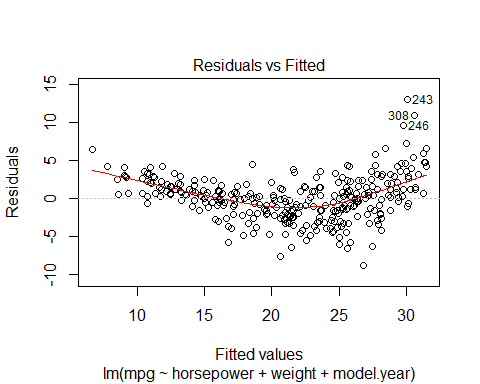 Residuals vs Fitted
Residuals
15
10
5
0
-5
-10
243
308
246
10 15 20 25 30
Fitted values
lm(mpg ~ horsepower + weight + model.year)